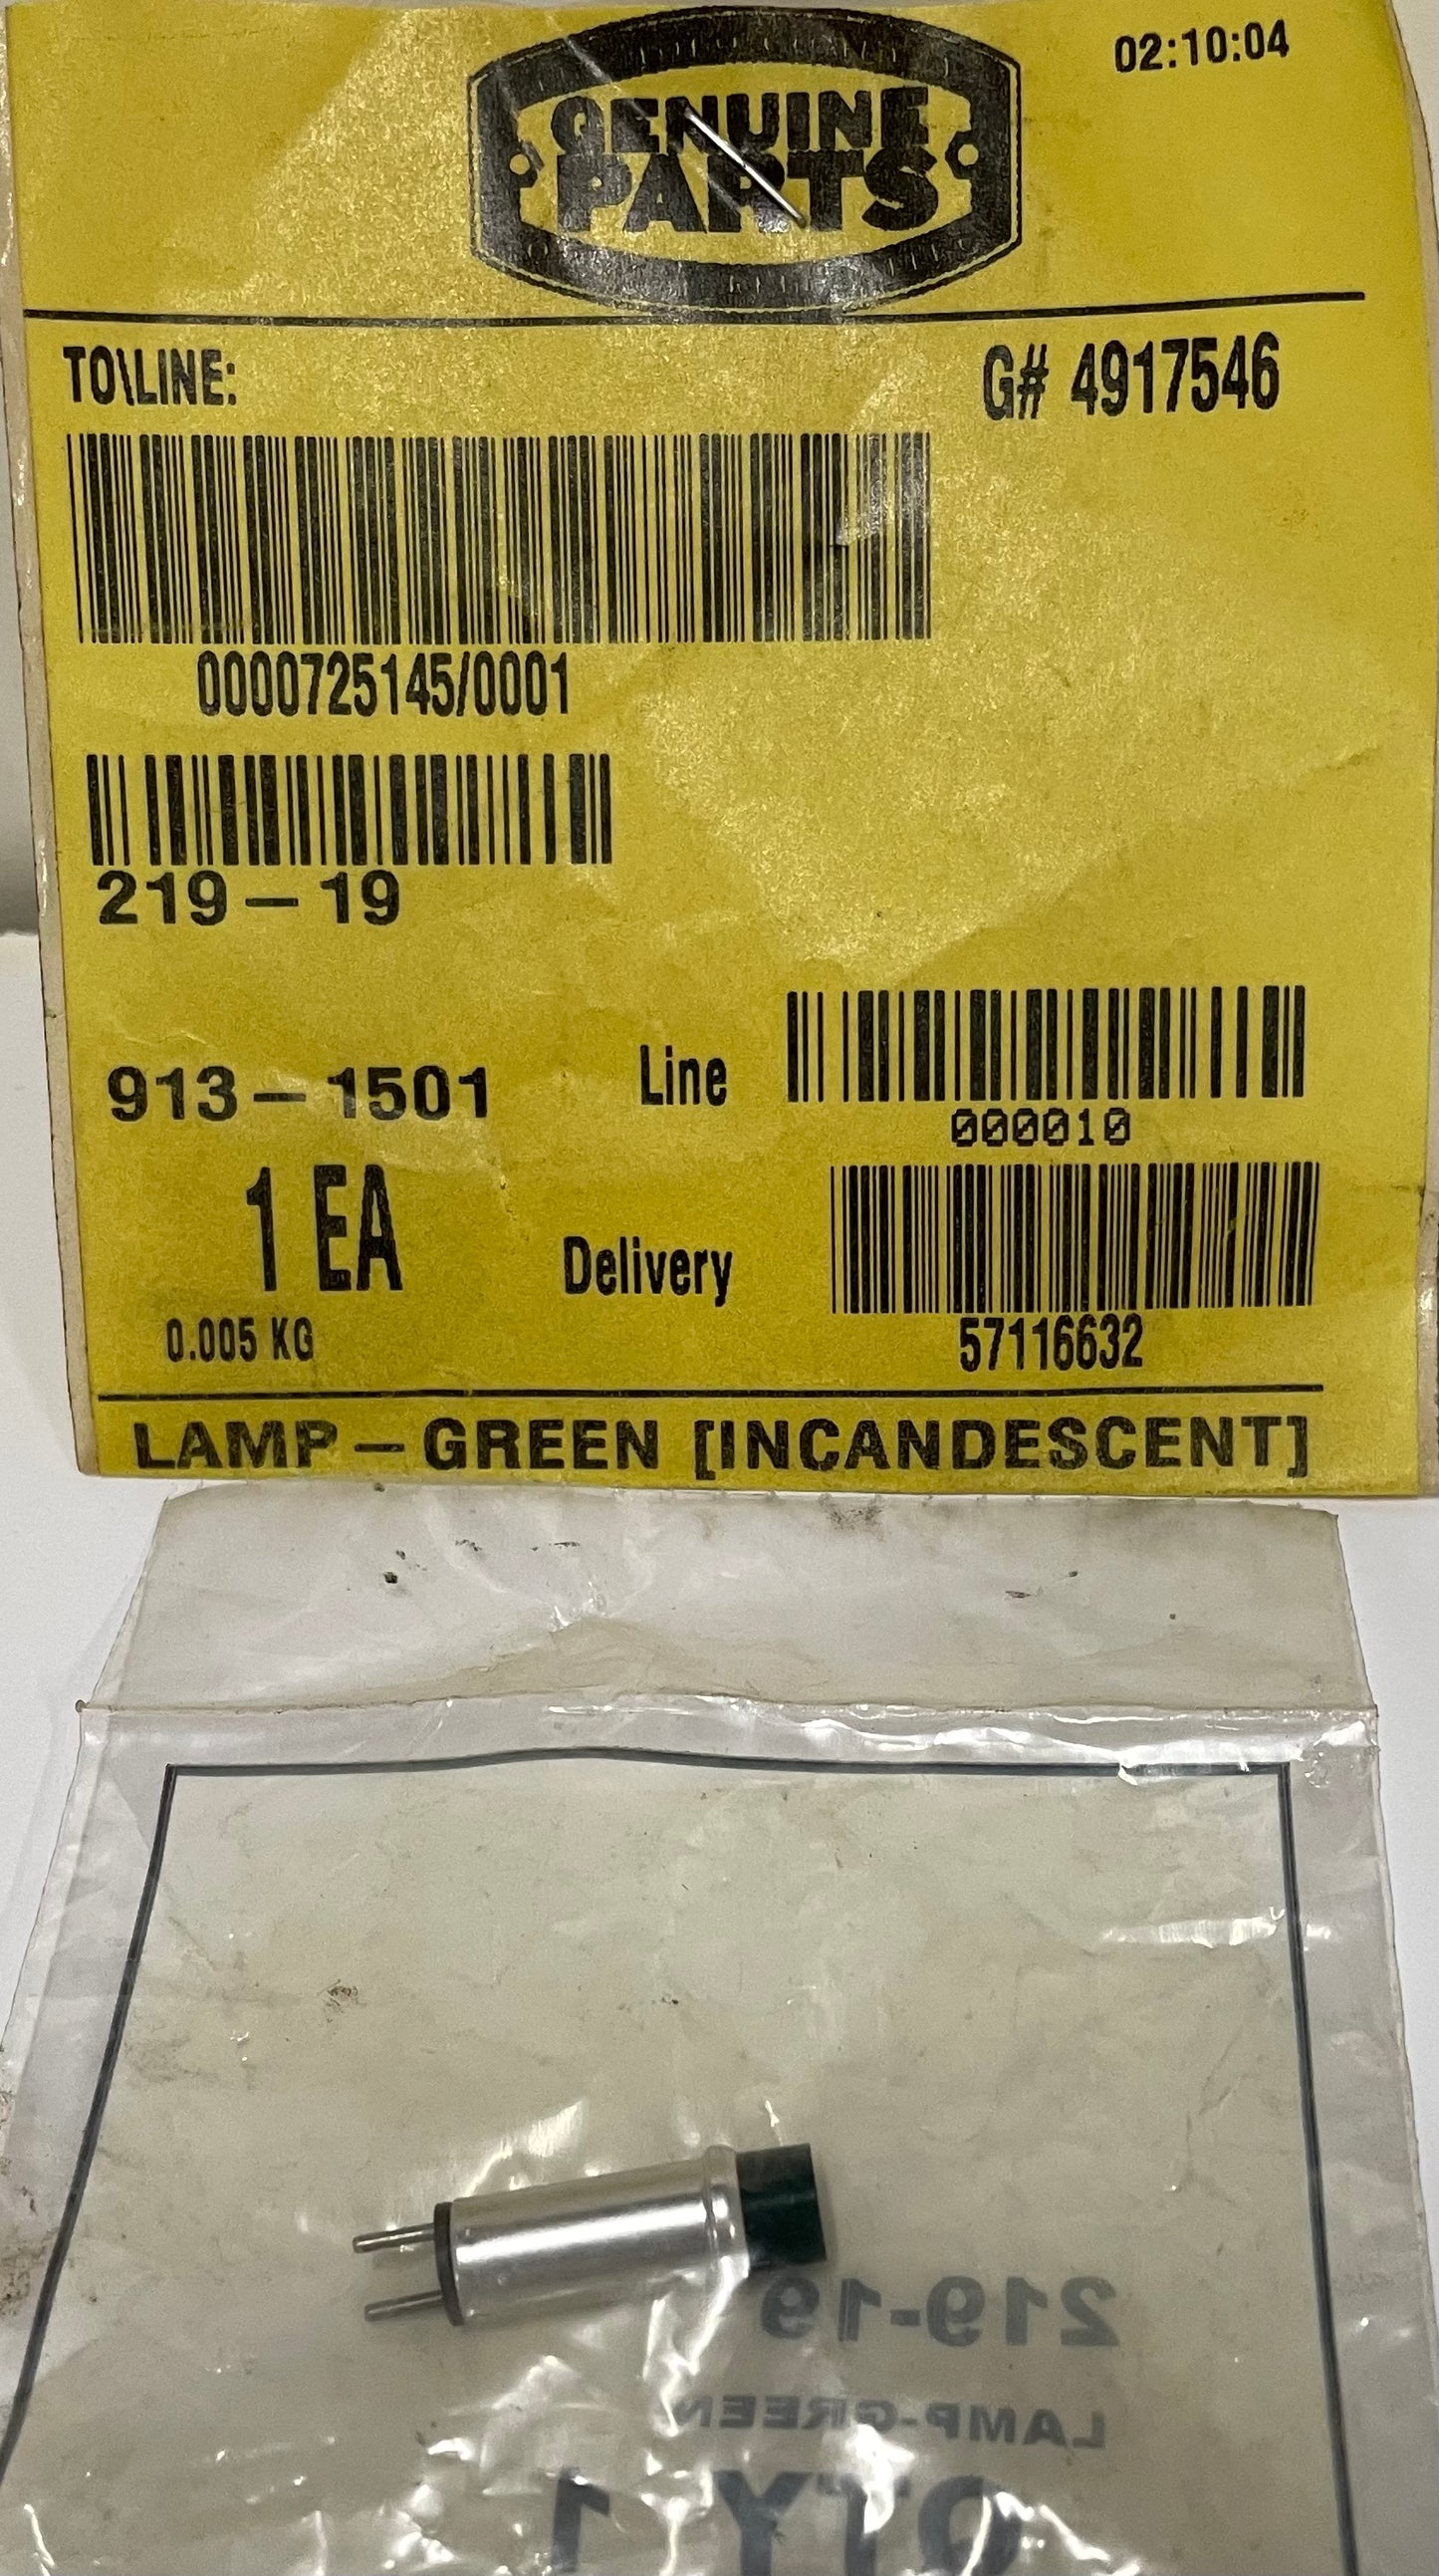 02:10:04
GENUINE
PARTS
TO\LINE:
G# 4917546
0000725145/0001
219-19
913-1501
Line
000010
1 EA
Delivery
0.005 KG
57116632
LAMP-GREEN [INCANDESCENT]
219-19
LAMP-GREEN
QTY 1